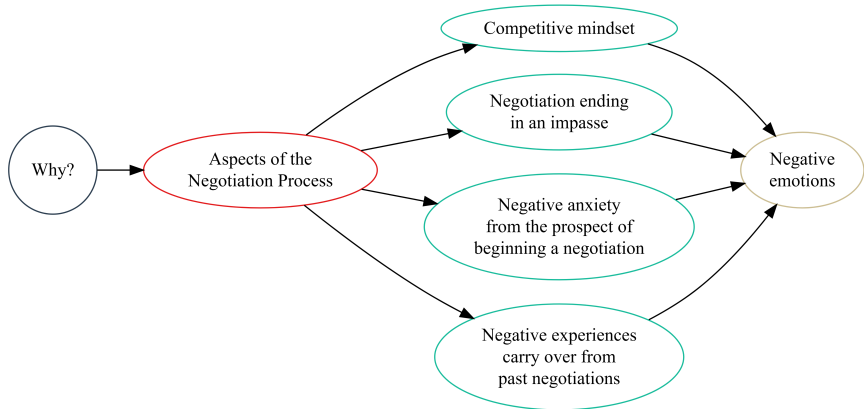 Why?
Aspects of the
Negotiation Process
Competitive mindset
Negotiation ending
in an impasse
Negative anxiety
from the prospect of
beginning a negotiation
Negative experiences
carry over from
past negotiations
Negative
emotions